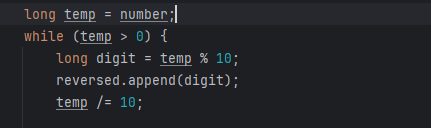 long temp = number;
while (temp > 0) {
    long digit = temp % 10;
    reversed.append(digit);
    temp /= 10;